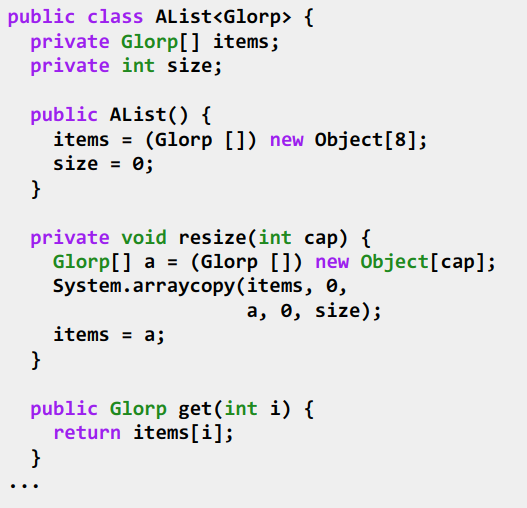 public class AList<Glorp> {
  private Glorp[] items;
  private int size;

  public AList() {
    items = (Glorp []) new Object[8];
    size = 0;
  }

  private void resize(int cap) {
    Glorp[] a = (Glorp []) new Object[cap];
    System.arraycopy(items, 0,
                     a, 0, size);
    items = a;
  }

  public Glorp get(int i) {
    return items[i];
  }
...